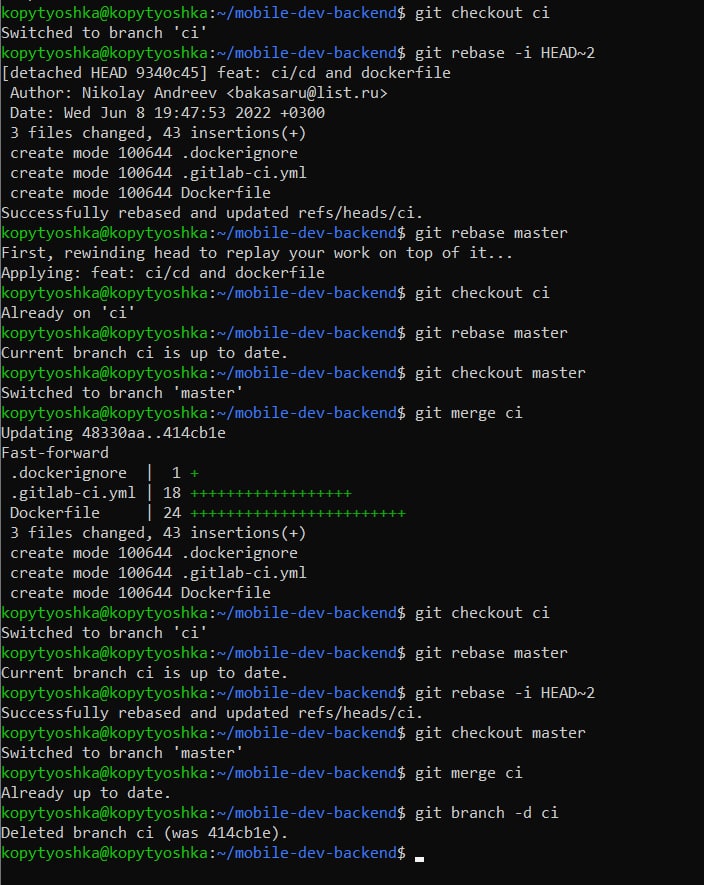 kopytyoshka@kopytyoshka:~/mobile-dev-backend$ git checkout ci
Switched to branch 'ci'
kopytyoshka@kopytyoshka:~/mobile-dev-backend$ git rebase -i HEAD~2
[detached HEAD 9340c45] feat: ci/cd and dockerfile
 Author: Nikolay Andreev <bakasaru@list.ru>
 Date: Wed Jun 8 19:47:53 2022 +0300
 3 files changed, 43 insertions(+)
 create mode 100644 .dockerignore
 create mode 100644 .gitlab-ci.yml
 create mode 100644 Dockerfile
Successfully rebased and updated refs/heads/ci.
kopytyoshka@kopytyoshka:~/mobile-dev-backend$ git rebase master
First, rewinding head to replay your work on top of it...
Applying: feat: ci/cd and dockerfile
kopytyoshka@kopytyoshka:~/mobile-dev-backend$ git checkout ci
Already on 'ci'
kopytyoshka@kopytyoshka:~/mobile-dev-backend$ git rebase master
Current branch ci is up to date.
kopytyoshka@kopytyoshka:~/mobile-dev-backend$ git checkout master
Switched to branch 'master'
kopytyoshka@kopytyoshka:~/mobile-dev-backend$ git merge ci
Updating 48330aa..414cb1e
Fast-forward
 .dockerignore  |  1 +
 .gitlab-ci.yml | 18 ++++++++++++++++++
 Dockerfile     | 24 ++++++++++++++++++++++++
 3 files changed, 43 insertions(+)
 create mode 100644 .dockerignore
 create mode 100644 .gitlab-ci.yml
 create mode 100644 Dockerfile
kopytyoshka@kopytyoshka:~/mobile-dev-backend$ git checkout ci
Switched to branch 'ci'
kopytyoshka@kopytyoshka:~/mobile-dev-backend$ git rebase master
Current branch ci is up to date.
kopytyoshka@kopytyoshka:~/mobile-dev-backend$ git rebase -i HEAD~2
Successfully rebased and updated refs/heads/ci.
kopytyoshka@kopytyoshka:~/mobile-dev-backend$ git checkout master
Switched to branch 'master'
kopytyoshka@kopytyoshka:~/mobile-dev-backend$ git merge ci
Already up to date.
kopytyoshka@kopytyoshka:~/mobile-dev-backend$ git branch -d ci
Deleted branch ci (was 414cb1e).
kopytyoshka@kopytyoshka:~/mobile-dev-backend$